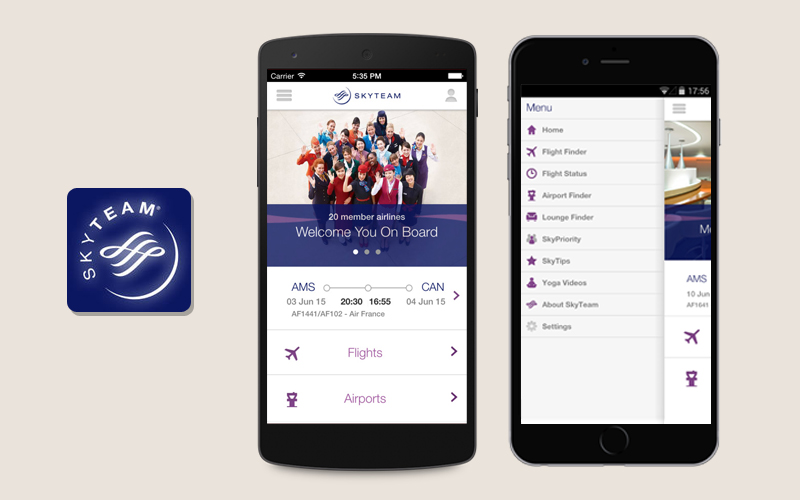 SKYTEAM®
Carrier
5:35 PM
SKYTEAM
20 member airlines
Welcome You On Board
AMS
CAN
03 Jun 15
20:30
16:55
04 Jun 15
AF1441/AF102 - Air France
Flights
Airports
17:56
Menu
Home
Flight Finder
Flight Status
Airport Finder
Lounge Finder
SkyPriority
SkyTips
Yoga Videos
About SkyTeam
Settings
AMS
10 Jun